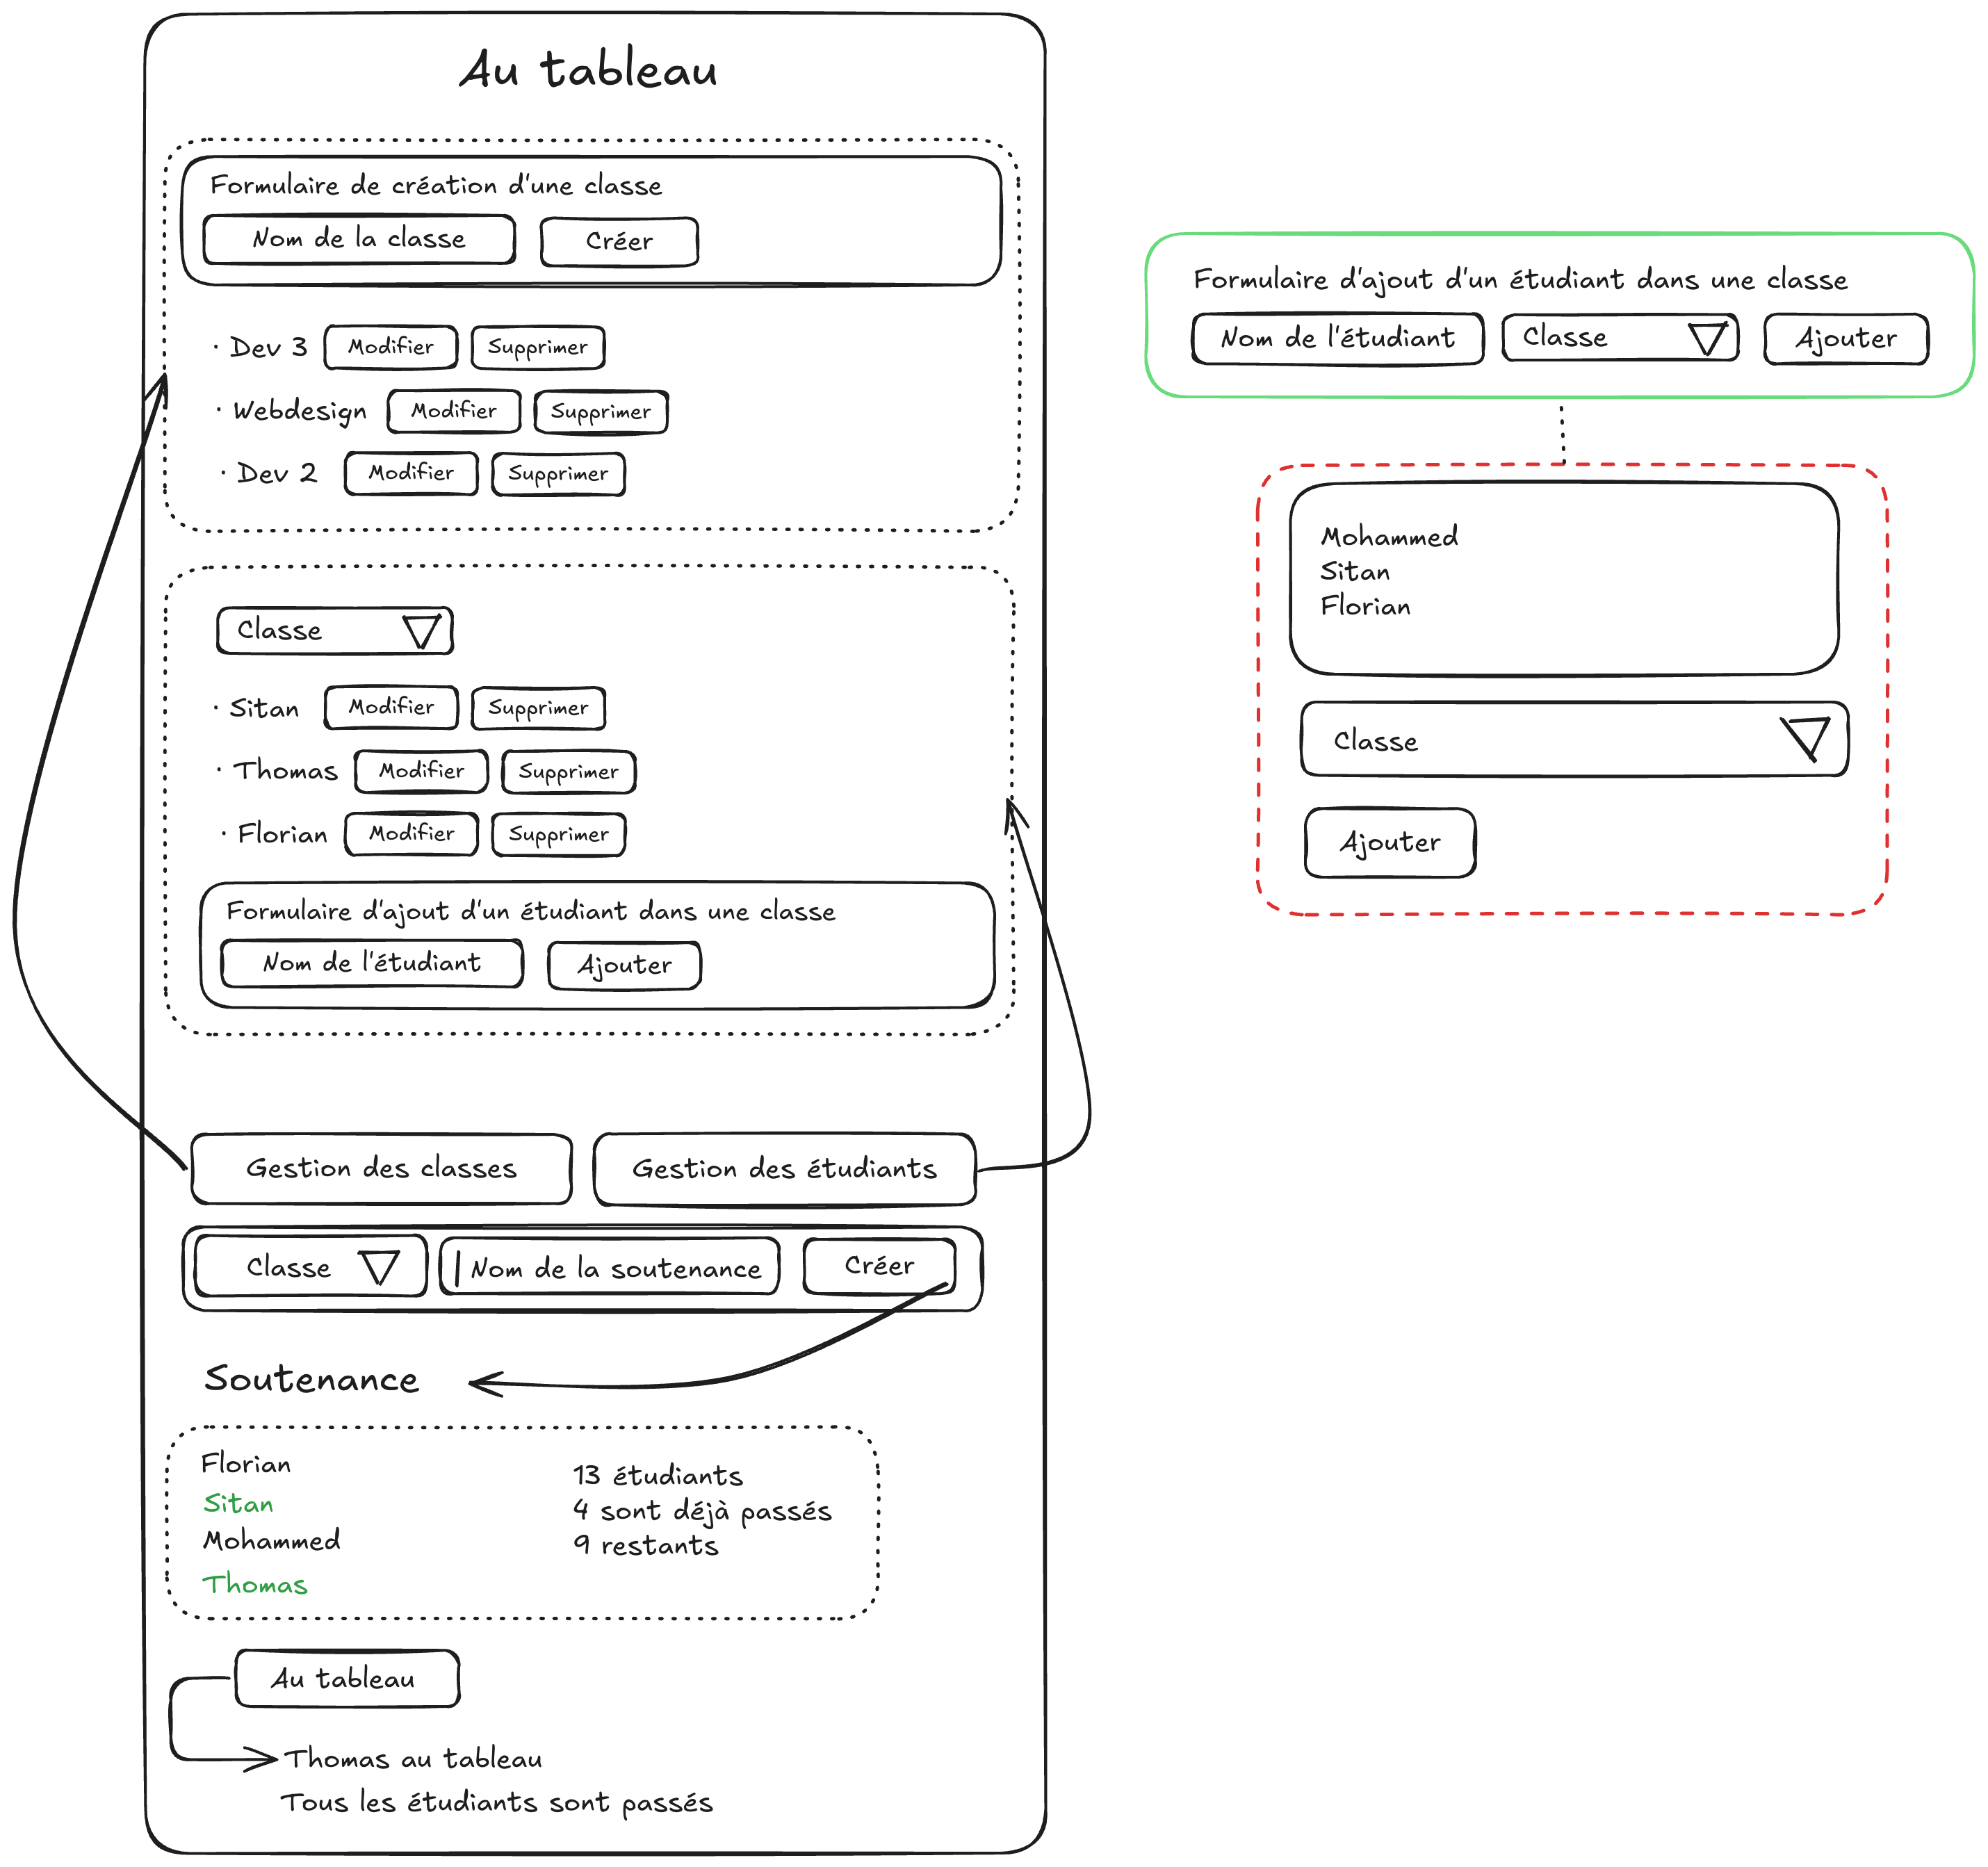 Au tableau
Formulaire de création d'une classe
Nom de la classe Créer
· Dev 3 Modifier Supprimer
· Webdesign Modifier Supprimer
· Dev 2 Modifier Supprimer
Classe
· Sitan Modifier Supprimer
· Thomas Modifier Supprimer
· Florian Modifier Supprimer
Formulaire d'ajout d'un étudiant dans une classe
Nom de l'étudiant Ajouter
Gestion des classes Gestion des étudiants
Classe Nom de la soutenance Créer
Soutenance
Florian
Sitan
Mohammed
Thomas
13 étudiants
4 sont déjà passés
9 restants
Au tableau
Thomas au tableau
Tous les étudiants sont passés
Formulaire d'ajout d'un étudiant dans une classe
Nom de l'étudiant Classe Ajouter
Mohammed
Sitan
Florian
Classe
Ajouter